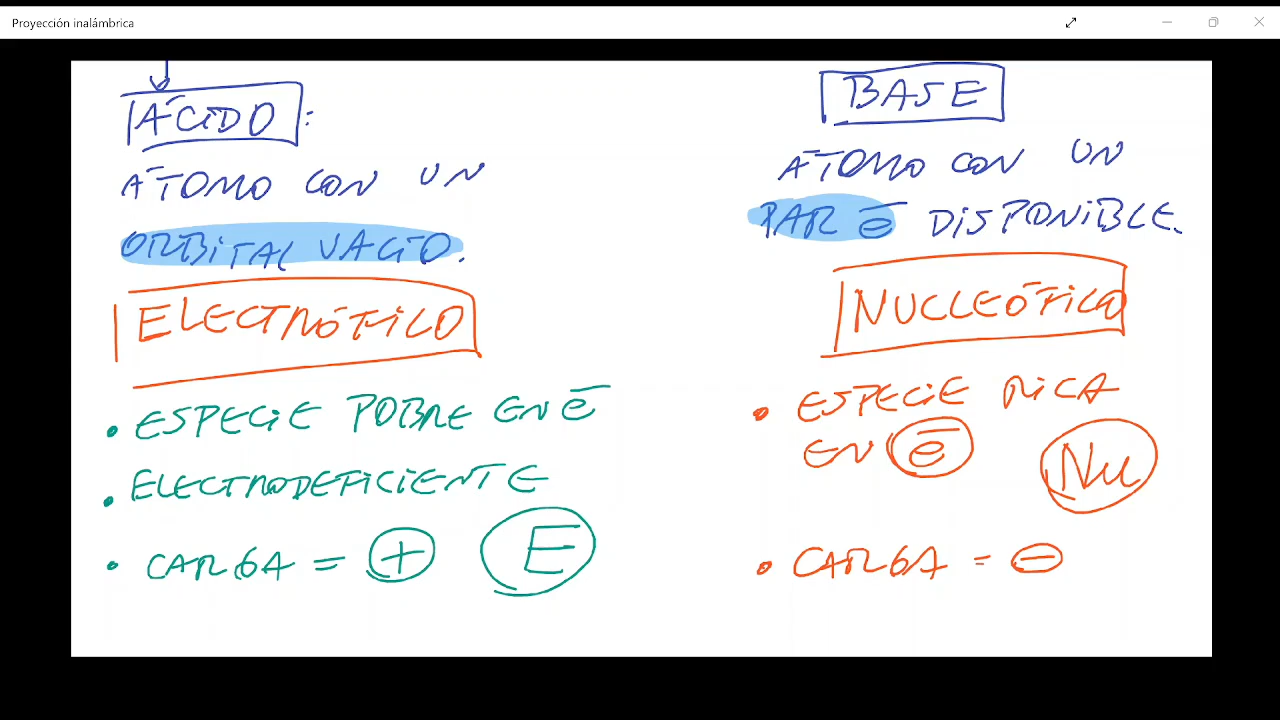 Proyección inalámbrica
ÁCIDO:
ÁTOMO CON UN
ORBITAL VACÍO.
ELECTRÓFILO
• ESPECIE POBRE EN ē
• ELECTRODEFICIENTE
• CARGA = + E
BASE
ÁTOMO CON UN
PAR ē DISPONIBLE.
NUCLEÓFILO
• ESPECIE RICA
EN ē Nu
• CARGA = -